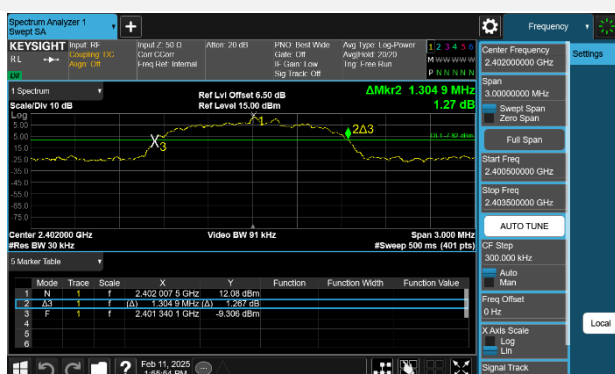 Spectrum Analyzer 1
Swept SA
+
Frequency
KEYSIGHT Input: RF Input Z: 50 Ω Atten: 20 dB PNO: Best Wide Avg Type: Log-Power 1 2 3 4 5 6
RL Coupling: DC Corr CCorr Gate: Off Avg|Hold: 20/20 M W W W W W
Align: Off Freq Ref: Internal IF Gain: Low Trig: Free Run
Sig Track: Off P N N N N N
1 Spectrum
Ref Lvl Offset 6.50 dB ΔMkr2 1.304 9 MHz
Scale/Div 10 dB Ref Level 15.00 dBm 1.27 dB
Log
5.00
-5.00
1
2Δ3
3
-15.0
-25.0
-35.0
-45.0
-55.0
-65.0
-75.0
Center 2.402000 GHz Video BW 91 kHz Span 3.000 MHz
#Res BW 30 kHz #Sweep 500 ms (401 pts)
5 Marker Table
Mode Trace Scale X Y Function Function Width Function Value
1 N 1 f 2.402 007 5 GHz 12.08 dBm
2 Δ3 1 f (Δ) 1.304 9 MHz (Δ) 1.267 dB
3 F 1 f 2.401 340 1 GHz -9.306 dBm
4
5
6
?
Feb 11, 2025
1:55:54 PM
Center Frequency
2.402000000 GHz
Span
3.00000000 MHz
Swept Span
Zero Span
Full Span
Start Freq
2.400500000 GHz
Stop Freq
2.403500000 GHz
AUTO TUNE
CF Step
300.000 kHz
Auto
Man
Freq Offset
0 Hz
X Axis Scale
Log
Lin
Signal Track
Settings
Local